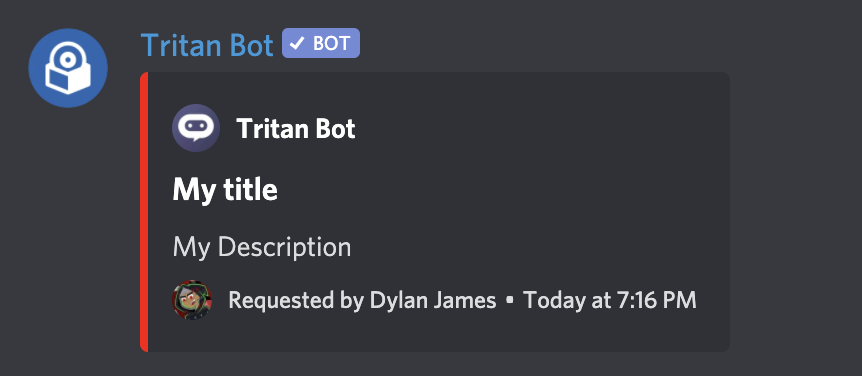 Tritan Bot ✓ BOT
Tritan Bot
My title
My Description
Requested by Dylan James • Today at 7:16 PM